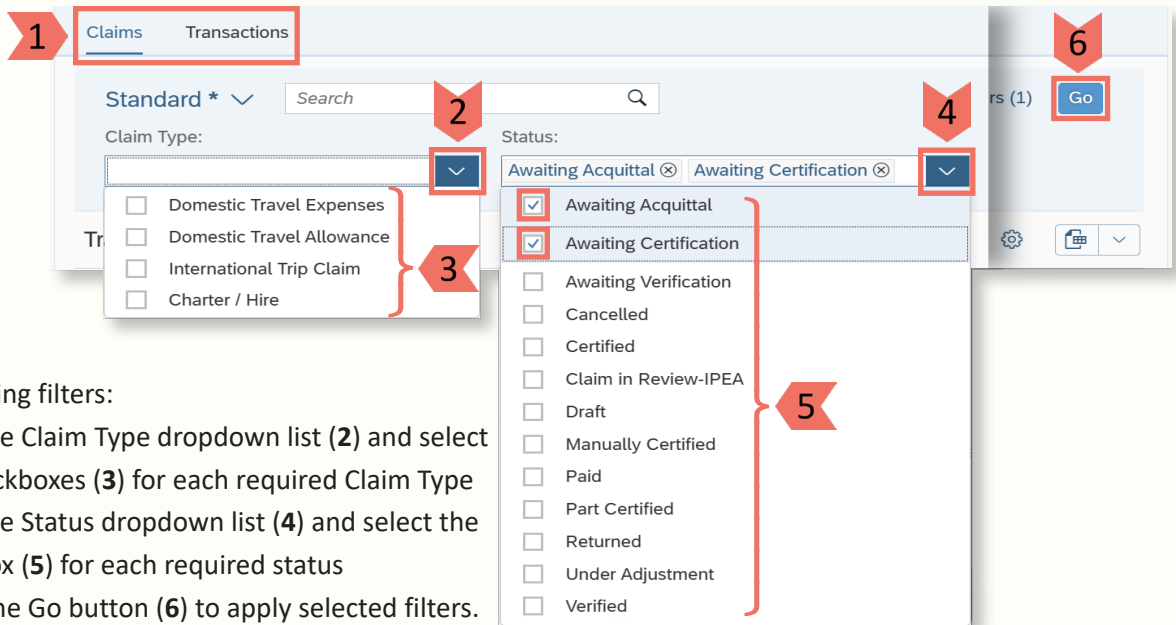 1
Claims Transactions
6
Standard * Search
rs (1) Go
2
4
Claim Type:
Status:
Awaiting Acquittal Awaiting Certification
Domestic Travel Expenses
Domestic Travel Allowance
International Trip Claim
Charter / Hire
3
Tr
Awaiting Acquittal
Awaiting Certification
Awaiting Verification
Cancelled
Certified
Claim in Review-IPEA
Draft
Manually Certified
Paid
Part Certified
Returned
Under Adjustment
Verified
5
ing filters:
e Claim Type dropdown list (2) and select
ckboxes (3) for each required Claim Type
e Status dropdown list (4) and select the
ox (5) for each required status
he Go button (6) to apply selected filters.